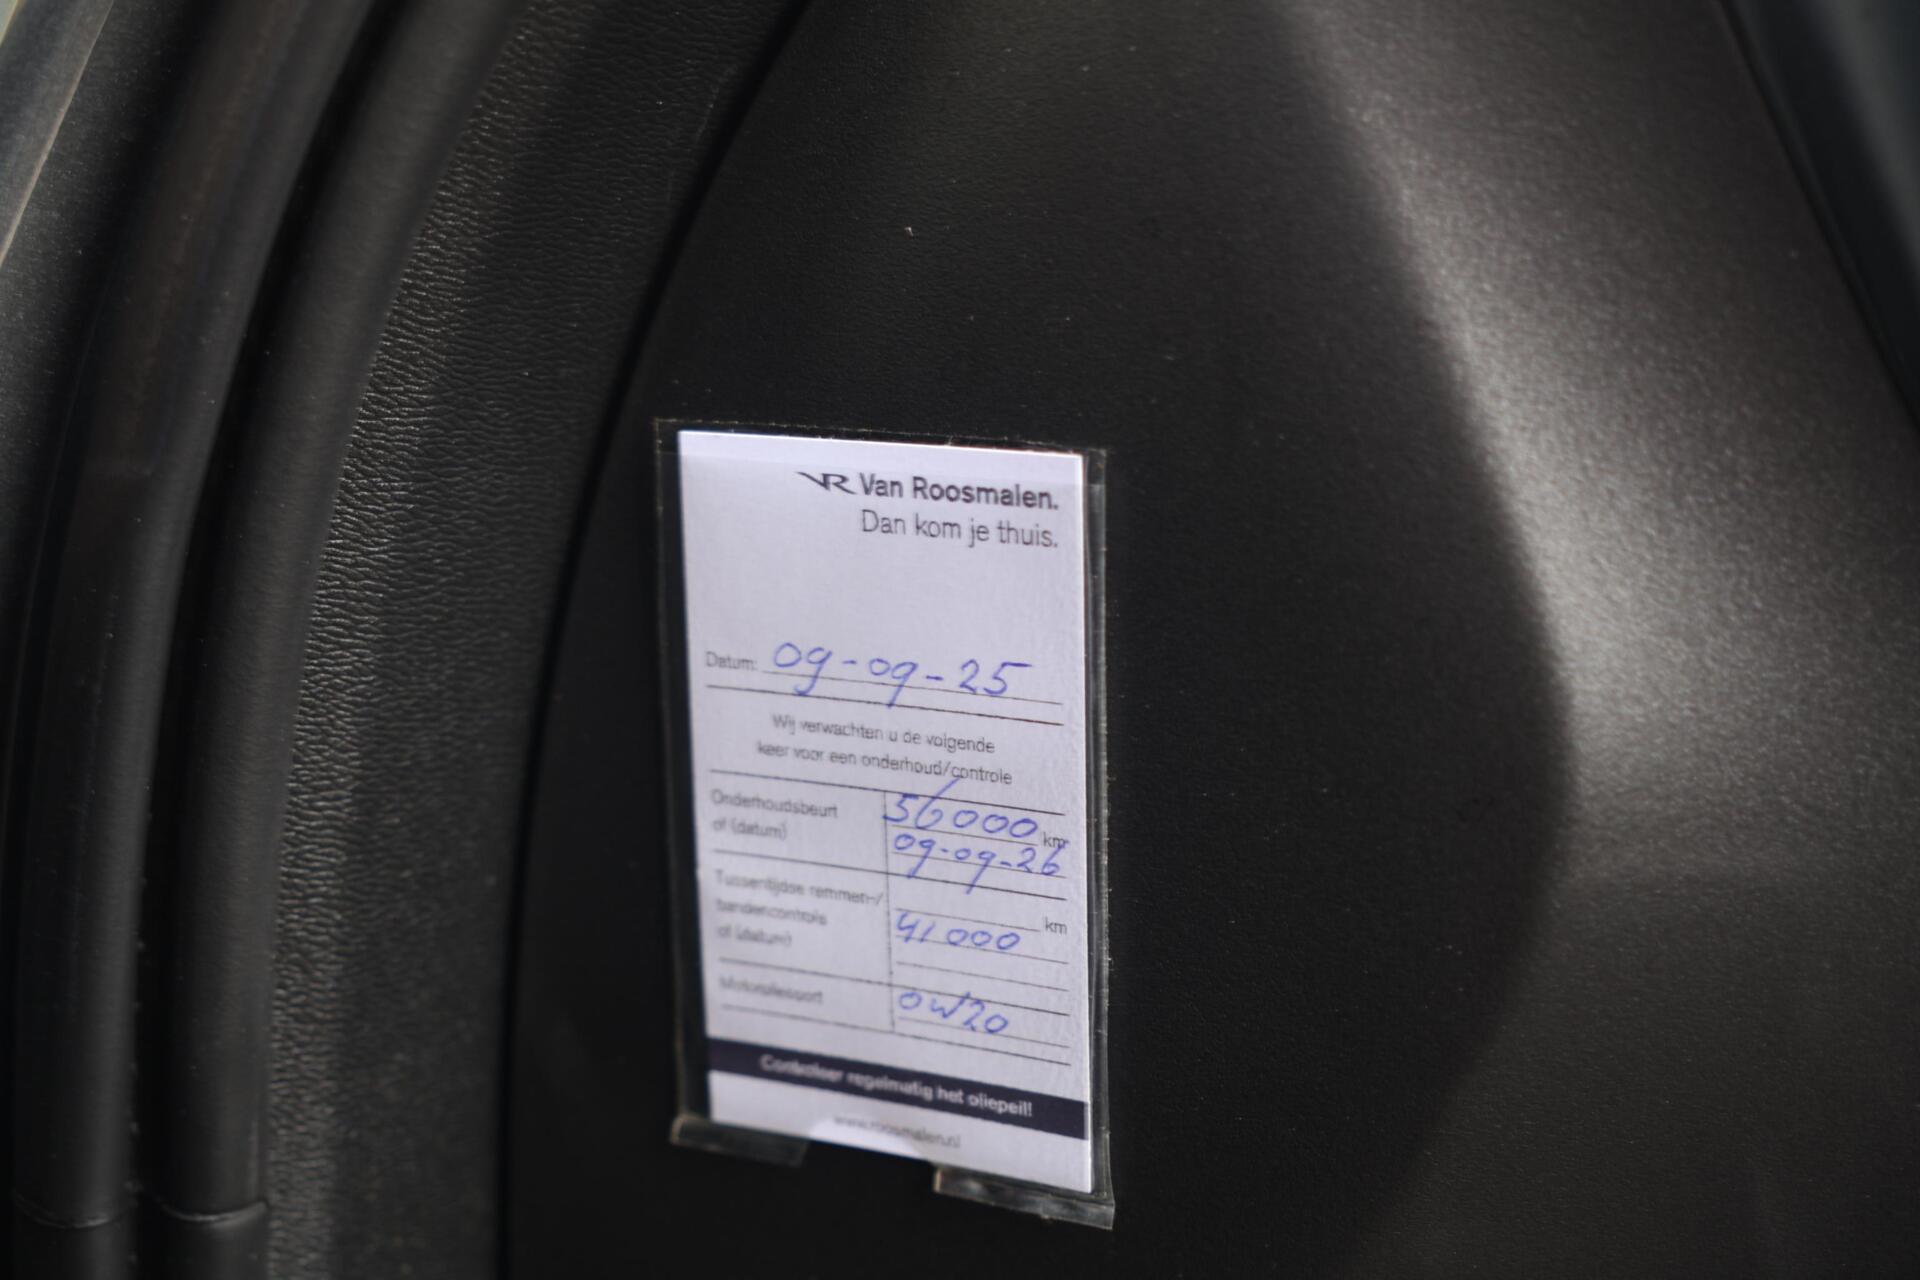 VR Van Roosmalen.
Dan kom je thuis.
Datum: 09-09-25
Wij verwachten u de volgende
keer voor een onderhoud/controle
Onderhoudsbeurt 56000 km
of (datum) 09-09-26
Tussentijdse remmen-/ km
bandencontrole 41000
of (datum)
Motoroliesoort 0W20
Controleer regelmatig het oliepeil!
www.roosmalen.nl